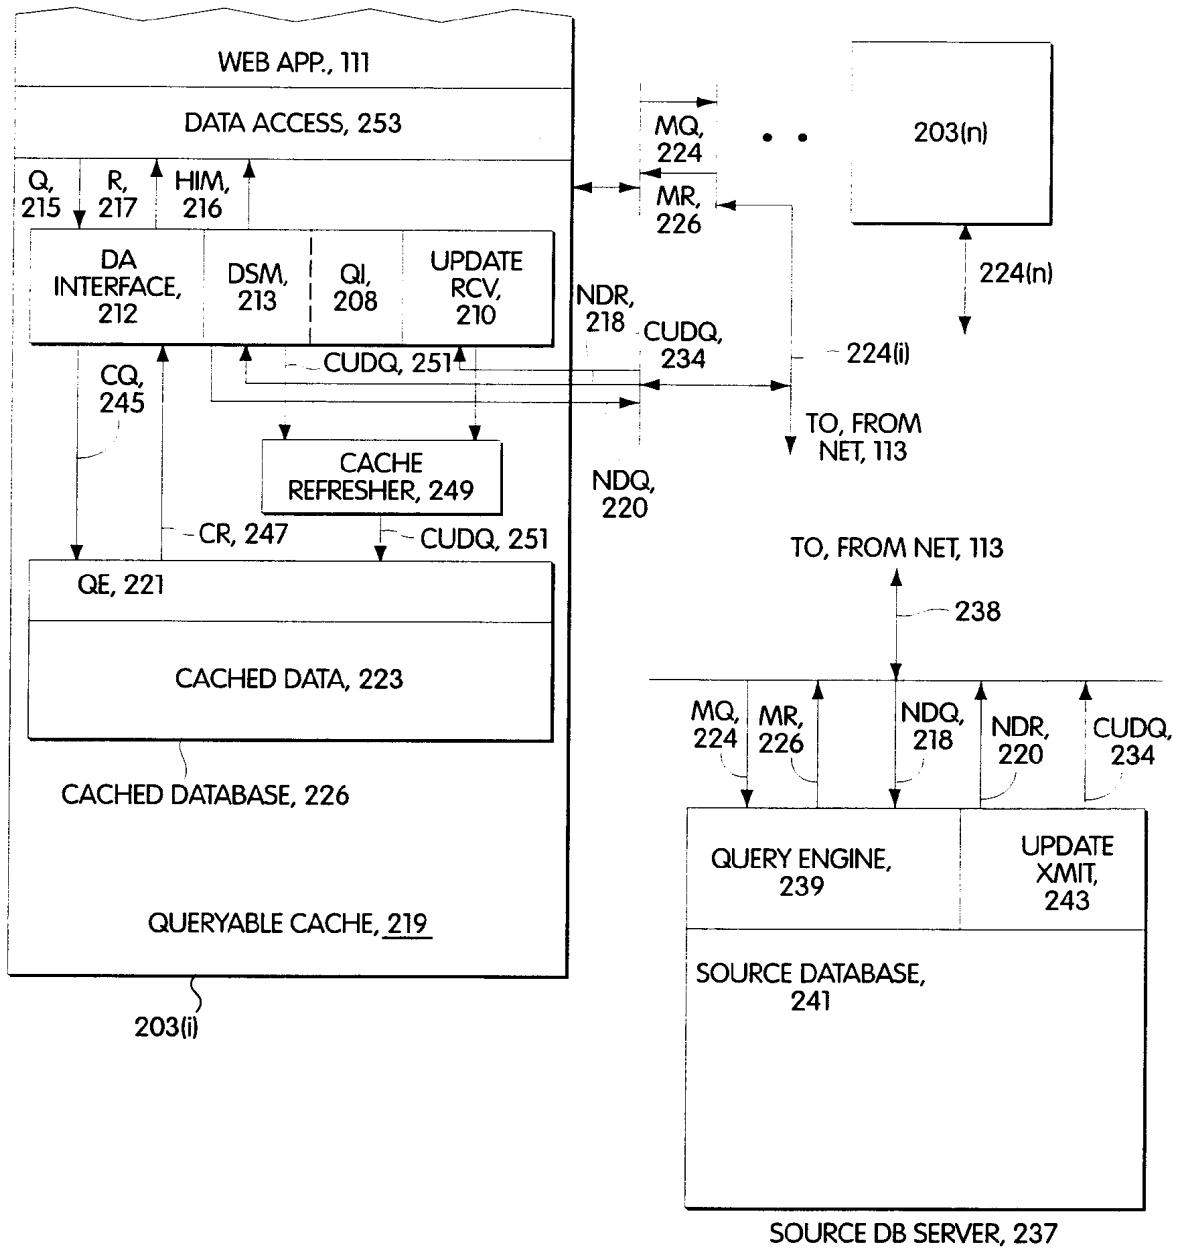 WEB APP., 111
DATA ACCESS, 253
Q,
215
R,
217
HIM,
216
DA
INTERFACE,
212
DSM,
213
QI,
208
UPDATE
RCV,
210
MQ,
224
MR,
226
203(n)
224(n)
NDR,
218
CUDQ,
234
224(i)
CUDQ, 251
CQ,
245
TO, FROM
NET, 113
CACHE
REFRESHER, 249
NDQ,
220
CR, 247
CUDQ, 251
QE, 221
CACHED DATA, 223
CACHED DATABASE, 226
QUERYABLE CACHE, 219
203(i)
TO, FROM NET, 113
238
MQ,
224
MR,
226
NDQ,
218
NDR,
220
CUDQ,
234
QUERY ENGINE,
239
UPDATE
XMIT,
243
SOURCE DATABASE,
241
SOURCE DB SERVER, 237